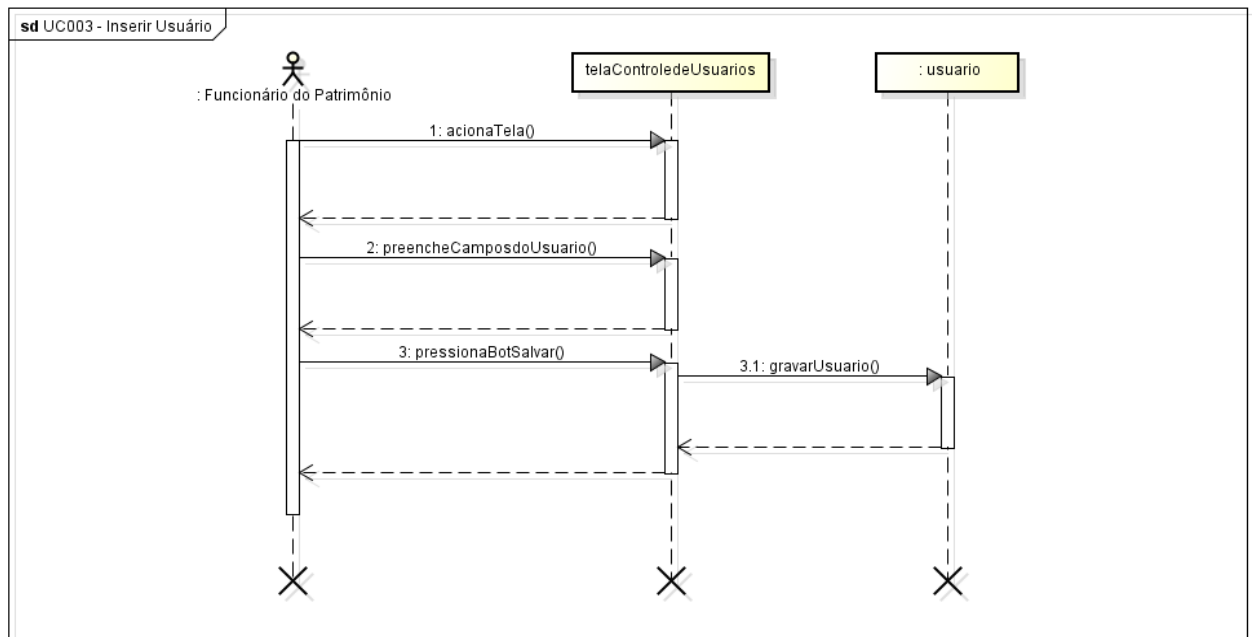 sd UC003 - Inserir Usuário
: Funcionário do Patrimônio
telaControledeUsuarios
: usuario
1: acionaTela()
2: preencheCamposdoUsuario()
3: pressionaBotSalvar()
3.1: gravarUsuario()